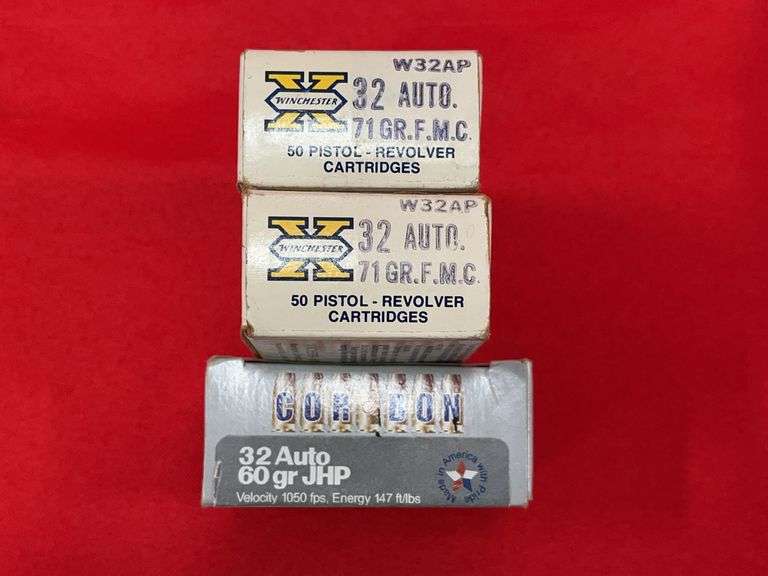 W32AP
WINCHESTER
32 AUTO.
71 GR.F.M.C.
50 PISTOL - REVOLVER
CARTRIDGES
W32AP
WINCHESTER
32 AUTO.
71 GR.F.M.C.
50 PISTOL - REVOLVER
CARTRIDGES
COR BON
32 Auto
60 gr JHP
Velocity 1050 fps, Energy 147 ft/lbs
Made in America with Pride